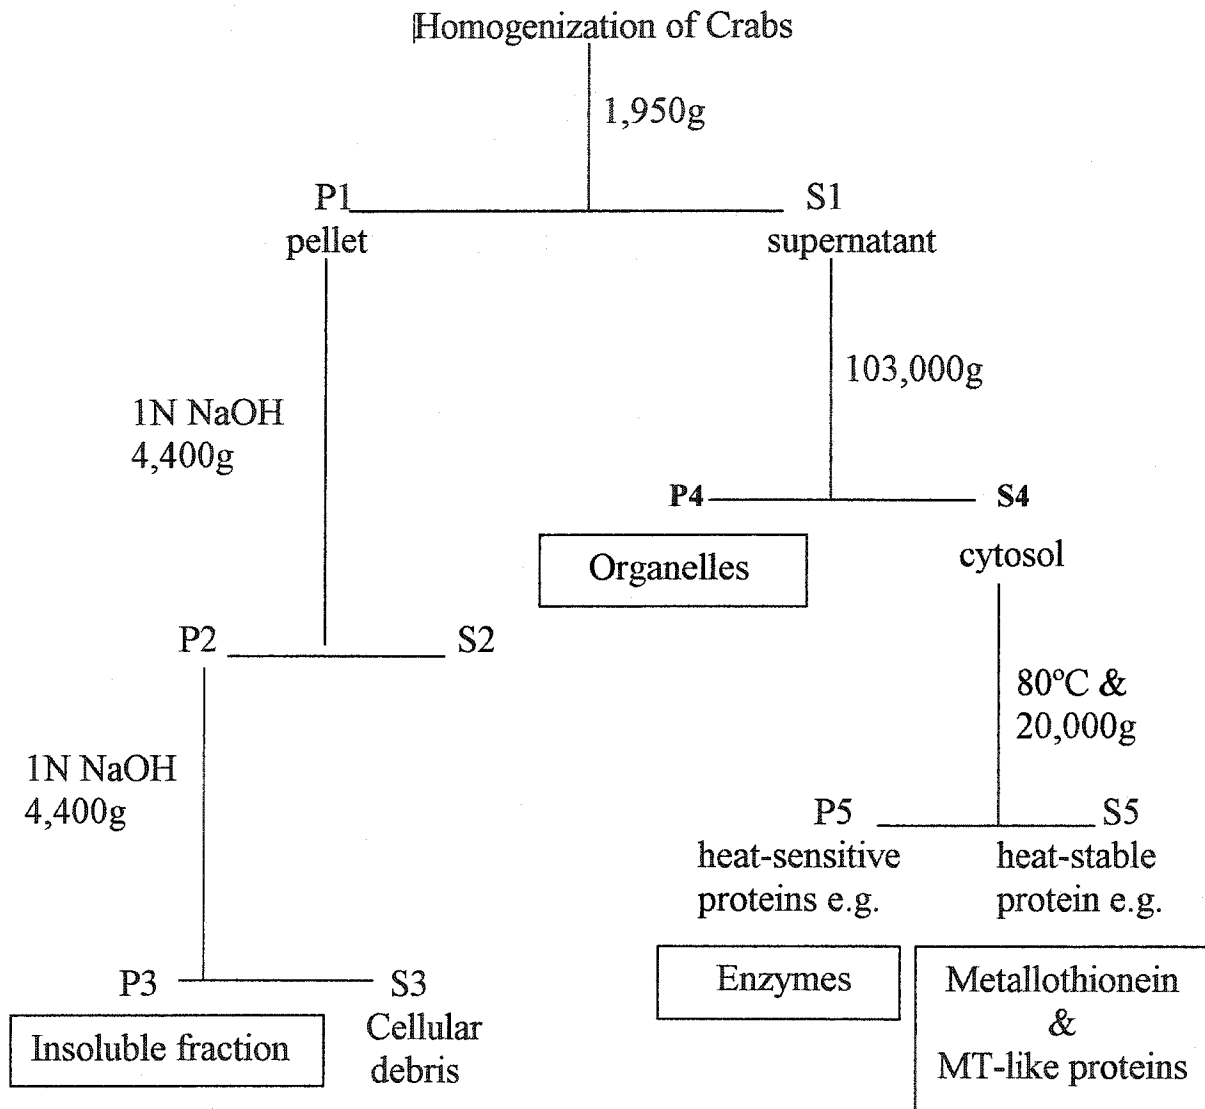 Homogenization of Crabs
1,950g
P1
S1
pellet
supernatant
103,000g
1N NaOH
4,400g
P4
S4
Organelles
cytosol
P2
S2
80°C &
20,000g
1N NaOH
4,400g
P5
S5
heat-sensitive
proteins e.g.
heat-stable
protein e.g.
P3
S3
Insoluble fraction
Cellular
debris
Enzymes
Metallothionein
&
MT-like proteins